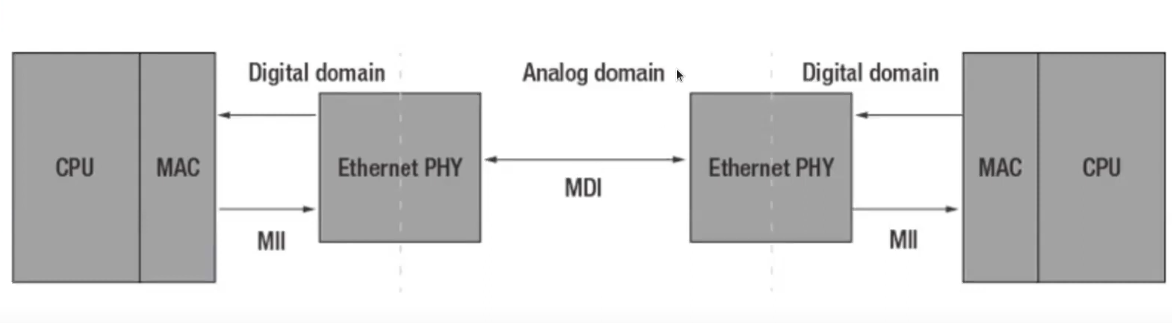 Digital domain
Analog domain
Digital domain
CPU
MAC
Ethernet PHY
MDI
Ethernet PHY
MAC
CPU
MII
MII